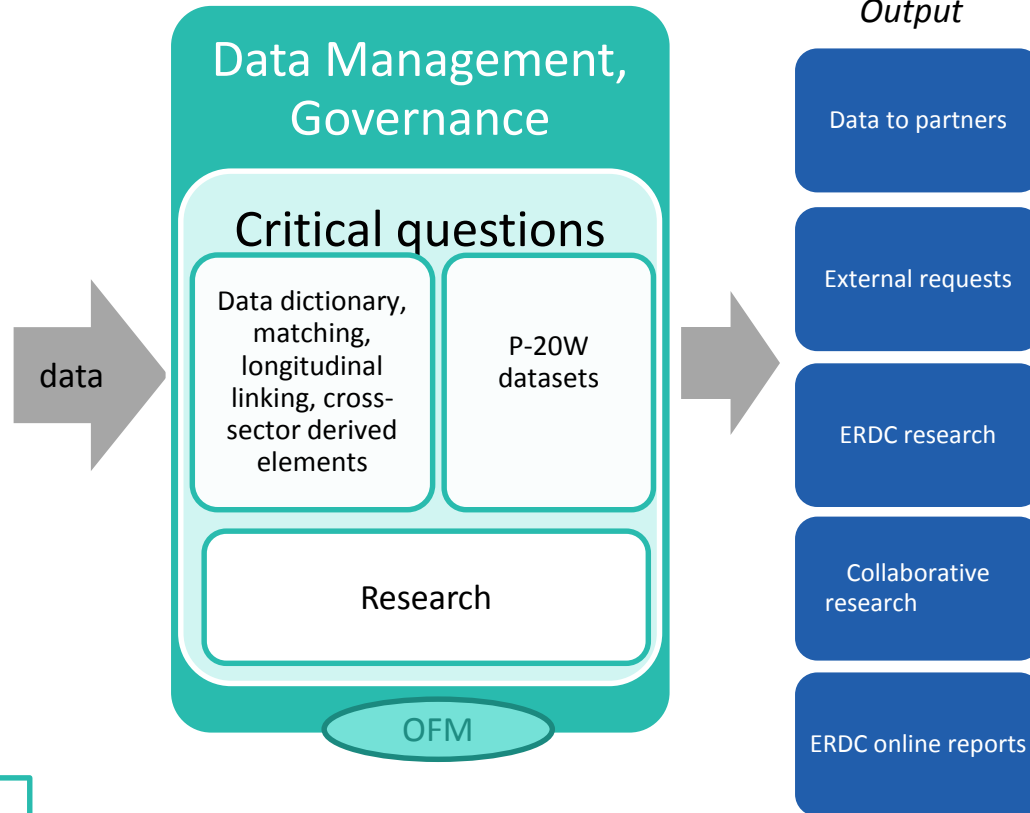 Output
Data Management,
Governance
Critical questions
Data dictionary,
matching,
longitudinal
linking, cross-
sector derived
elements
P-20W
datasets
Research
OFM
data
Data to partners
External requests
ERDC research
Collaborative
research
ERDC online reports